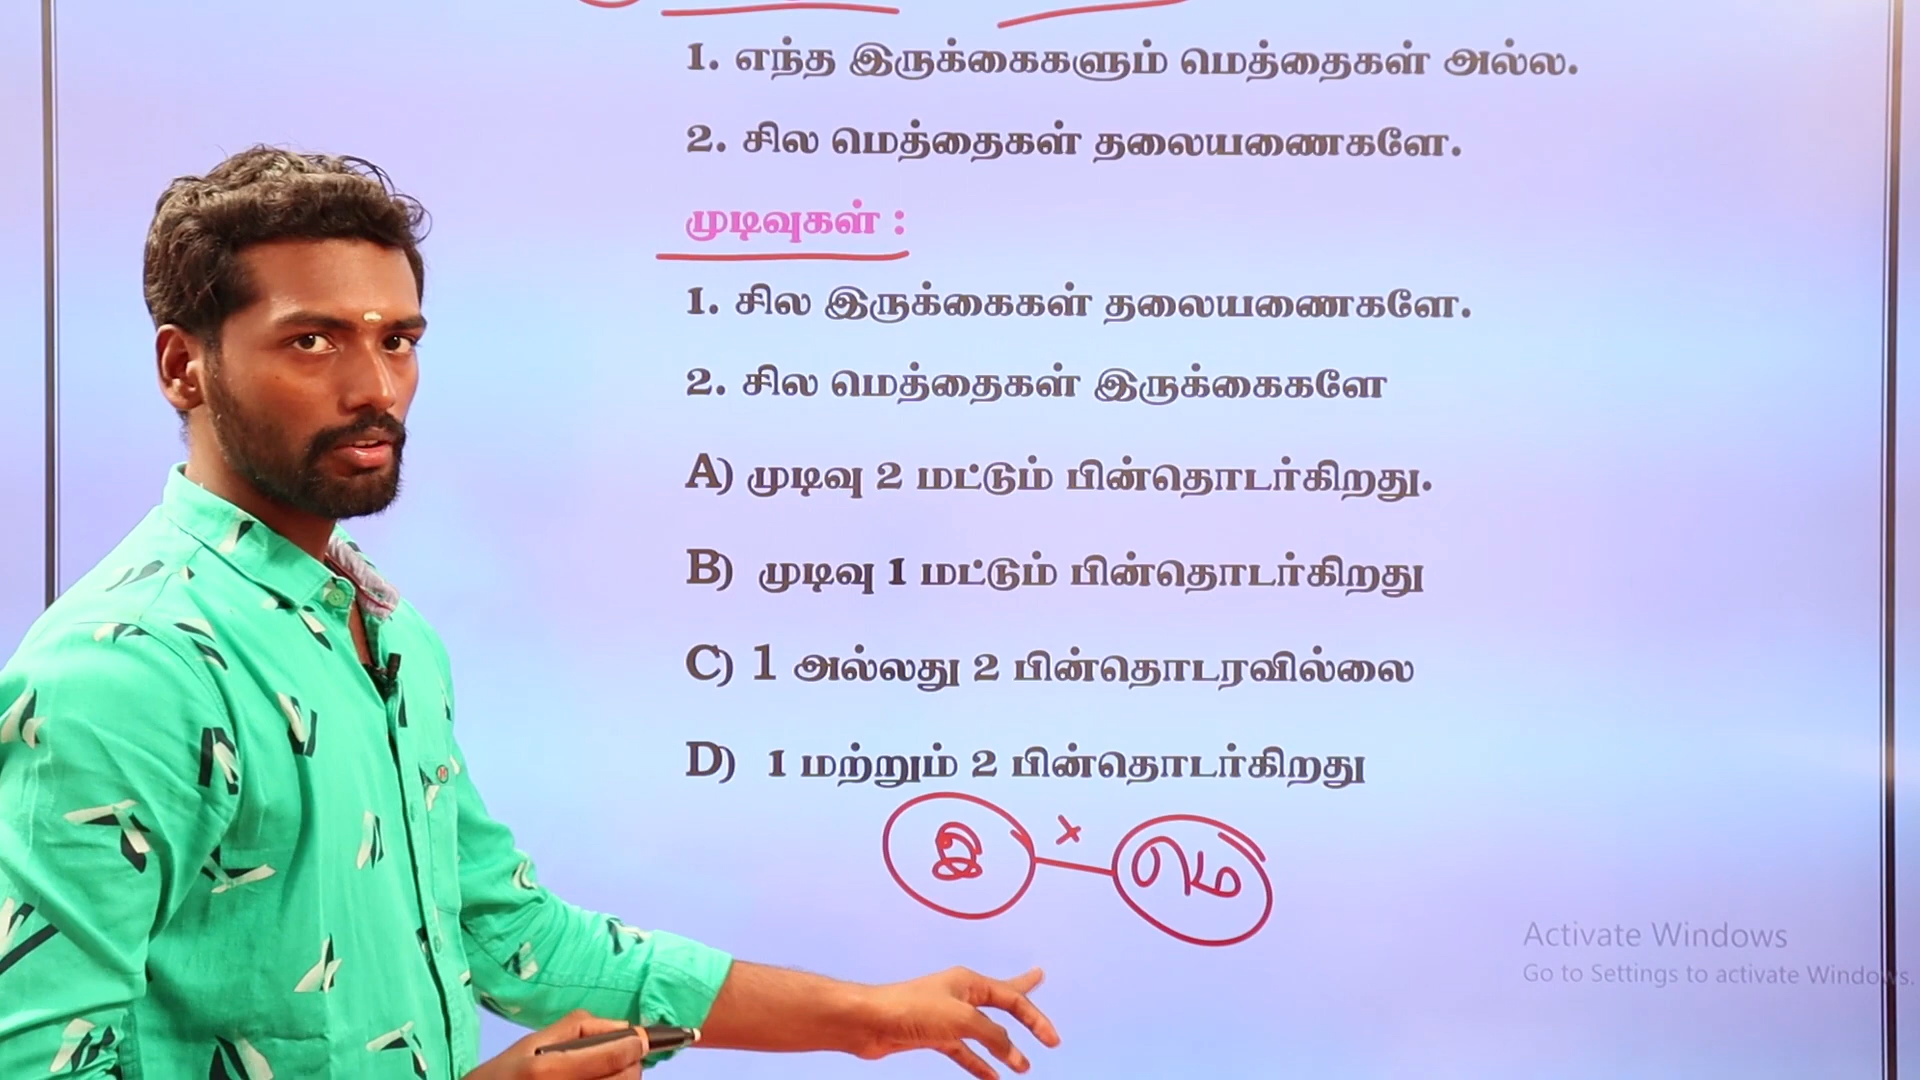 1. எந்த இருக்கைகளும் மெத்தைகள் அல்ல.
2. சில மெத்தைகள் தலையணைகளே.
முடிவுகள் :
1. சில இருக்கைகள் தலையணைகளே.
2. சில மெத்தைகள் இருக்கைகளே
A) முடிவு 2 மட்டும் பின்தொடர்கிறது.
B) முடிவு 1 மட்டும் பின்தொடர்கிறது
C) 1 அல்லது 2 பின்தொடரவில்லை
D) 1 மற்றும் 2 பின்தொடர்கிறது
இ x மெ
Activate Windows
Go to Settings to activate Windows.